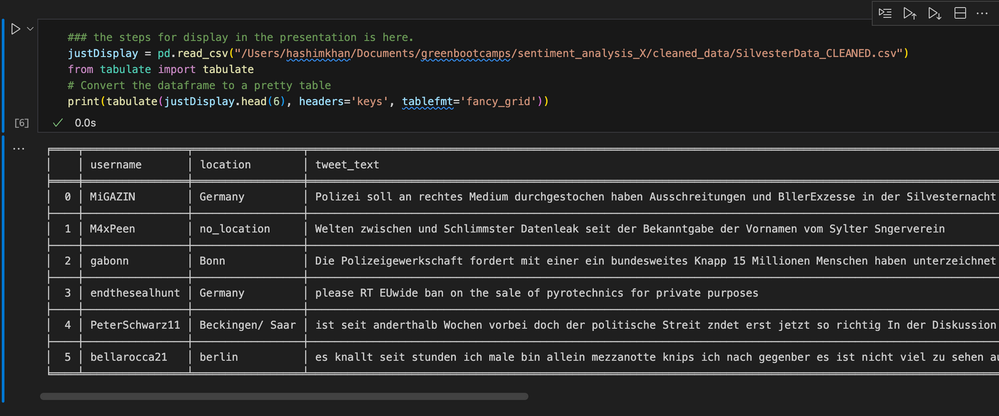 ### the steps for display in the presentation is here.
justDisplay = pd.read_csv("/Users/hashimkhan/Documents/greenbootcamps/sentiment_analysis_X/cleaned_data/SilvesterData_CLEANED.csv")
from tabulate import tabulate
# Convert the dataframe to a pretty table
print(tabulate(justDisplay.head(6), headers='keys', tablefmt='fancy_grid'))
[6] 0.0s
username location tweet_text
0 MiGAZIN Germany Polizei soll an rechtes Medium durchgestochen haben Ausschreitungen und BllerExzesse in der Silvesternacht
1 M4xPeen no_location Welten zwischen und Schlimmster Datenleak seit der Bekanntgabe der Vornamen vom Sylter Sngerverein
2 gabonn Bonn Die Polizeigewerkschaft fordert mit einer ein bundesweites Knapp 15 Millionen Menschen haben unterzeichnet
3 endthesealhunt Germany please RT EUwide ban on the sale of pyrotechnics for private purposes
4 PeterSchwarz11 Beckingen/ Saar ist seit anderthalb Wochen vorbei doch der politische Streit zndet erst jetzt so richtig In der Diskussion
5 bellarocca21 berlin es knallt seit stunden ich male bin allein mezzanotte knips ich nach gegenber es ist nicht viel zu sehen